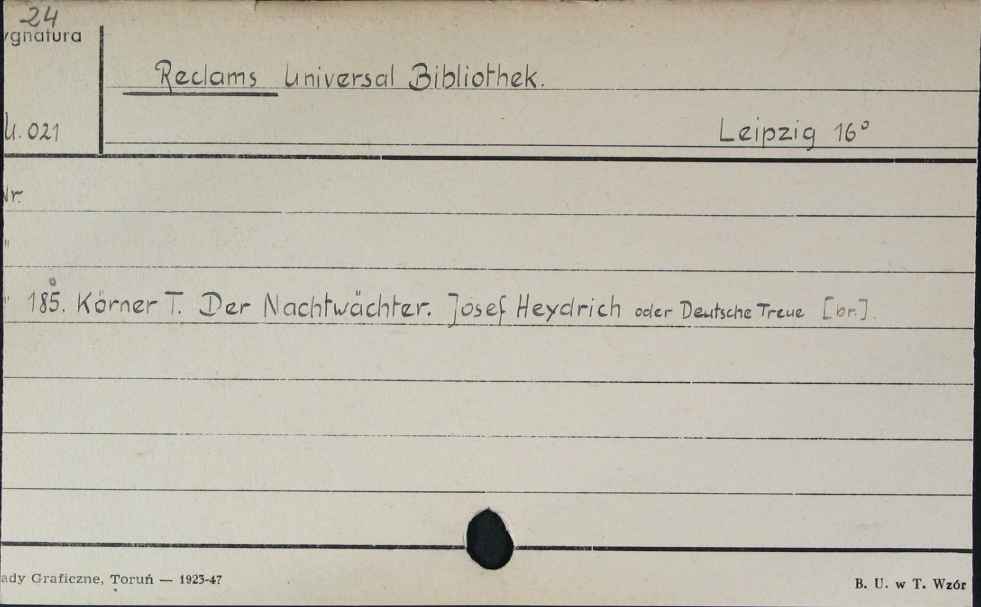 24
ygnatura
Reclams Universal Bibliothek.
U. 021
Leipzig 16°
Nr.
"
" 185. Körner T. Der Nachtwächter. Josef Heydrich oder Deutsche Treue [br.].
ady Graficzne, Toruń — 1923-47
B. U. w T. Wzór